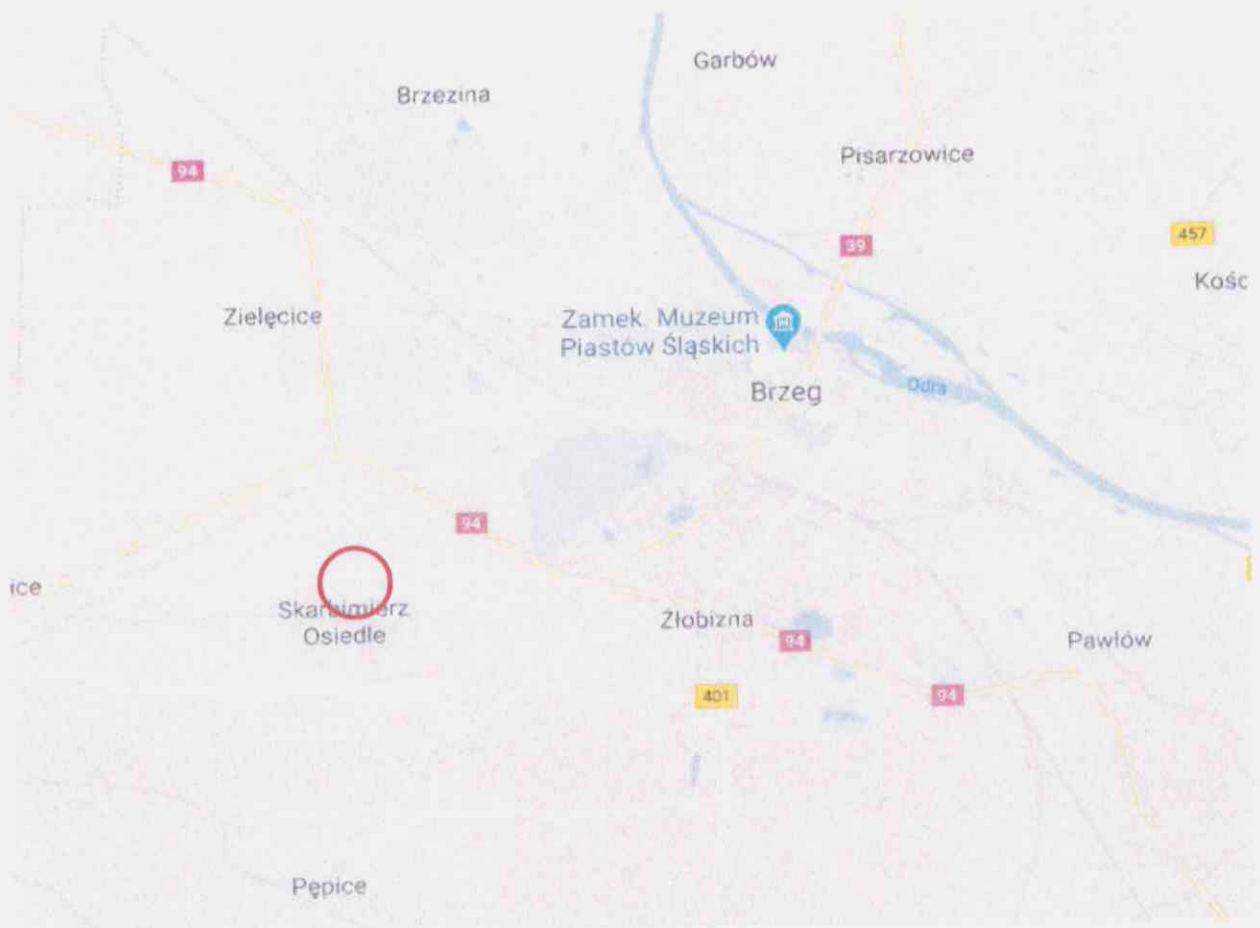 Garbów
Brzezina
Pisarzowice
94
39
457
Kośc
Zielęcice
Zamek. Muzeum
Piastów Śląskich
Brzeg
Odra
94
ice
Skarbimierz
Osiedle
Złobizna
94
Pawłów
401
94
Pępice